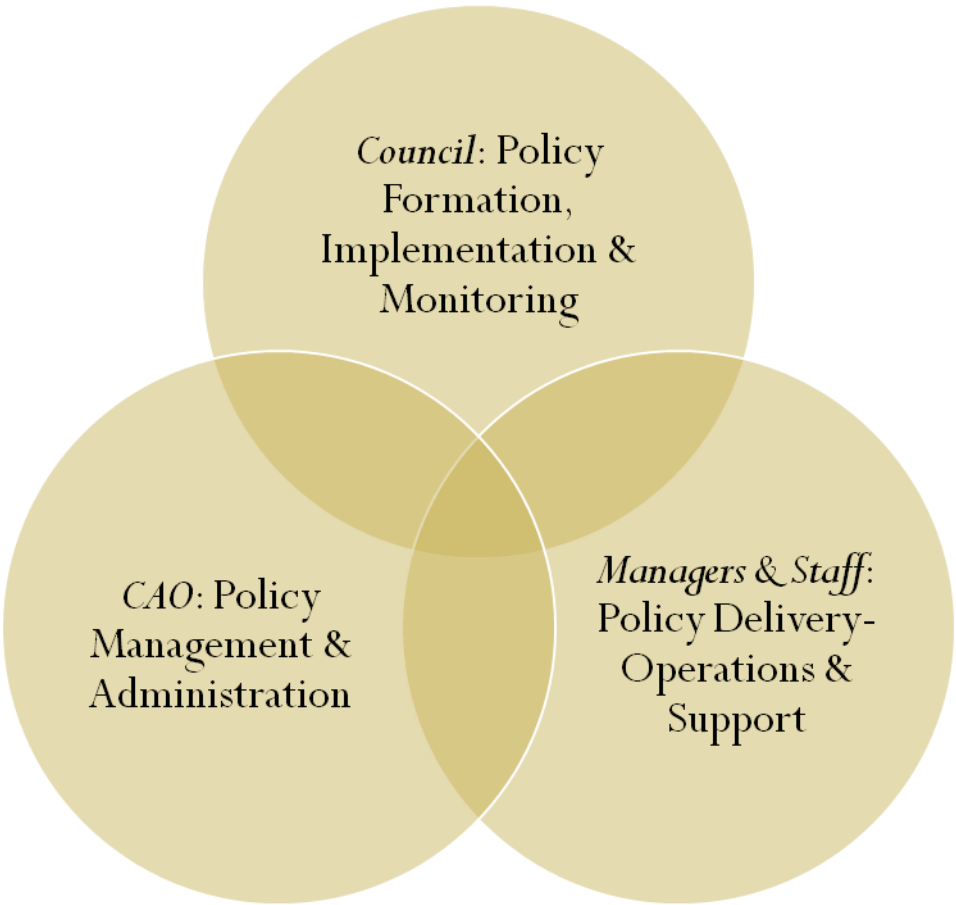 Council: Policy
Formation,
Implementation &
Monitoring
CAO: Policy
Management &
Administration
Managers & Staff:
Policy Delivery-
Operations &
Support